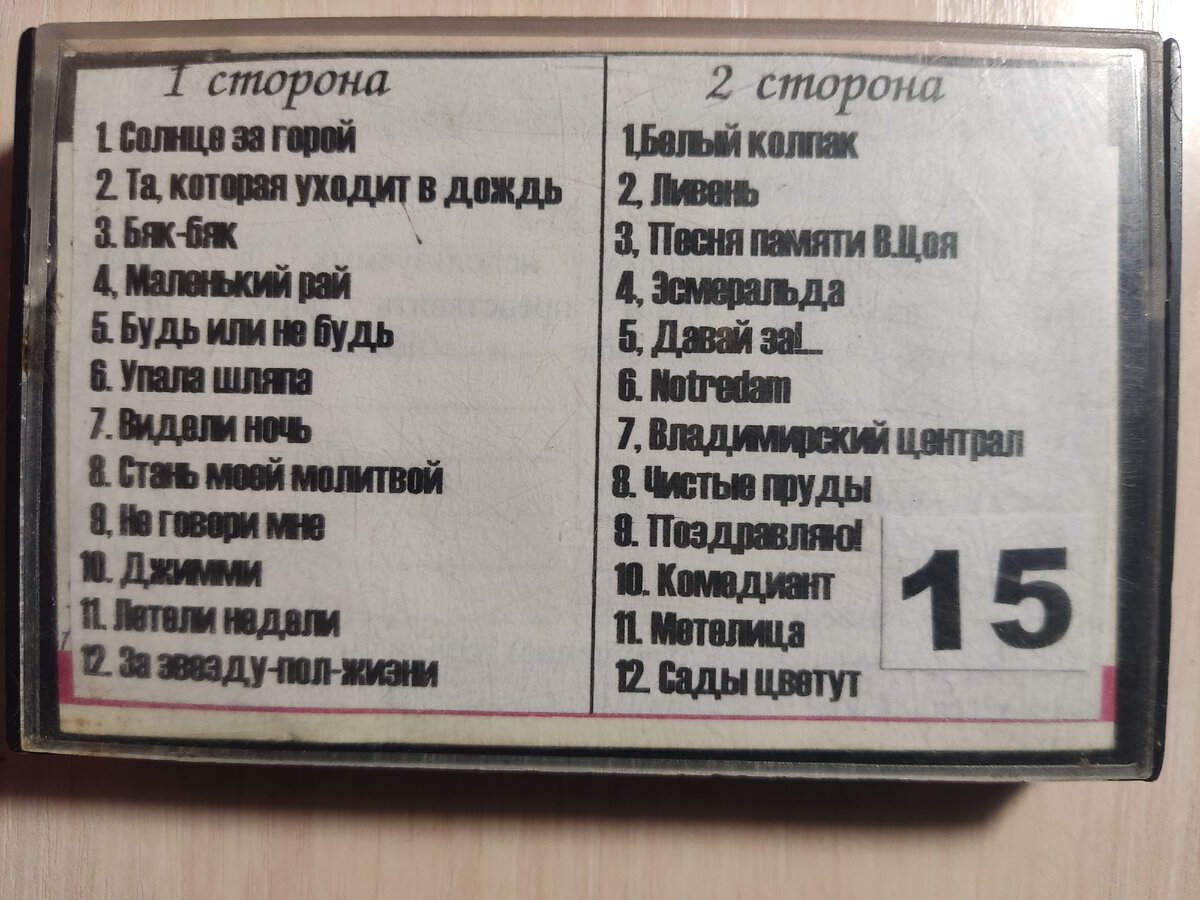 1 сторона
1. Солнце за горой
2. Та, которая уходит в дождь
3. Бяк-бяк
4, Маленький рай
5. Будь или не будь
6. Упала шляпа
7. Видели ночь
8. Стань моей молитвой
9, Не говори мне
10. Джимми
11. Летели недели
12. За звезду-пол-жизни
2 сторона
1,Белый колпак
2, Ливень
3, Песня памяти В.Цоя
4, Эсмеральда
5, Давай за!...
6. Notredam
7, Владимирский централ
8. Чистые пруды
9. Поздравляю!
10. Комедиант
11. Метелица
12. Сады цветут
15